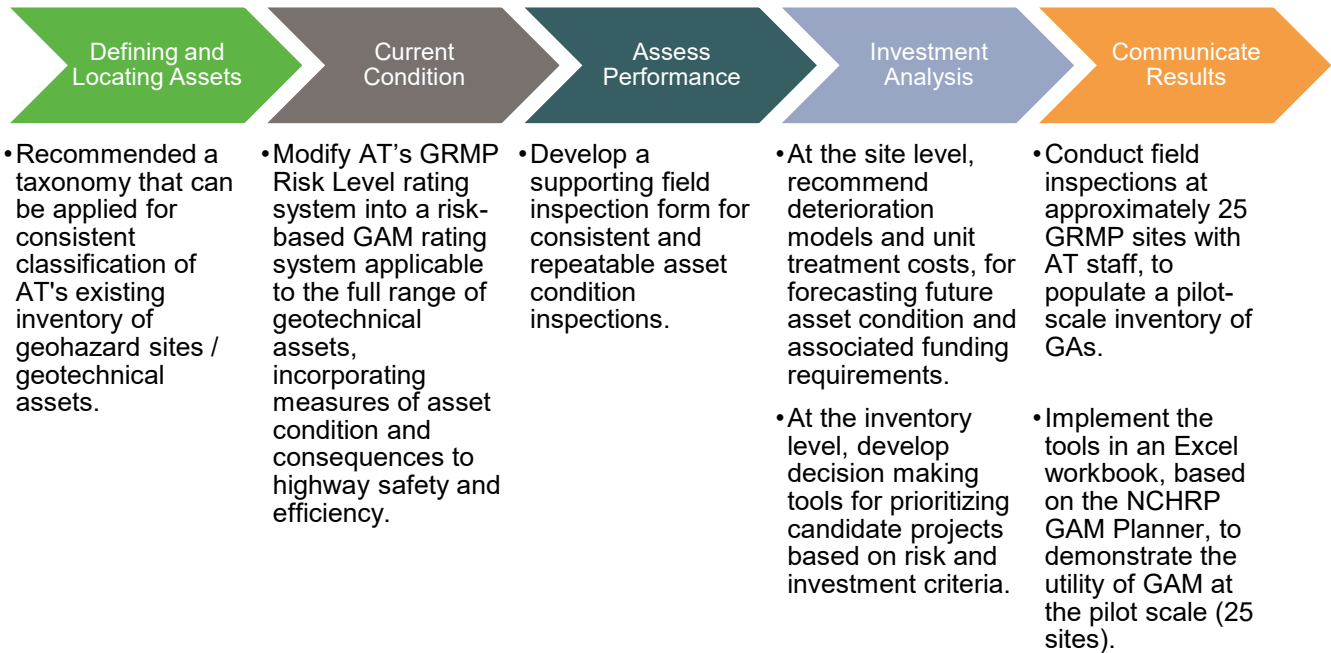 Defining and
Locating Assets
Current
Condition
Assess
Performance
Investment
Analysis
Communicate
Results
•Recommended a
taxonomy that can
be applied for
consistent
classification of
AT's existing
inventory of
geohazard sites /
geotechnical
assets.
•Modify AT’s GRMP
Risk Level rating
system into a risk-
based GAM rating
system applicable
to the full range of
geotechnical
assets,
incorporating
measures of asset
condition and
consequences to
highway safety and
efficiency.
•Develop a
supporting field
inspection form for
consistent and
repeatable asset
condition
inspections.
•At the site level,
recommend
deterioration
models and unit
treatment costs, for
forecasting future
asset condition and
associated funding
requirements.
•At the inventory
level, develop
decision making
tools for prioritizing
candidate projects
based on risk and
investment criteria.
•Conduct field
inspections at
approximately 25
GRMP sites with
AT staff, to
populate a pilot-
scale inventory of
GAs.
•Implement the
tools in an Excel
workbook, based
on the NCHRP
GAM Planner, to
demonstrate the
utility of GAM at
the pilot scale (25
sites).